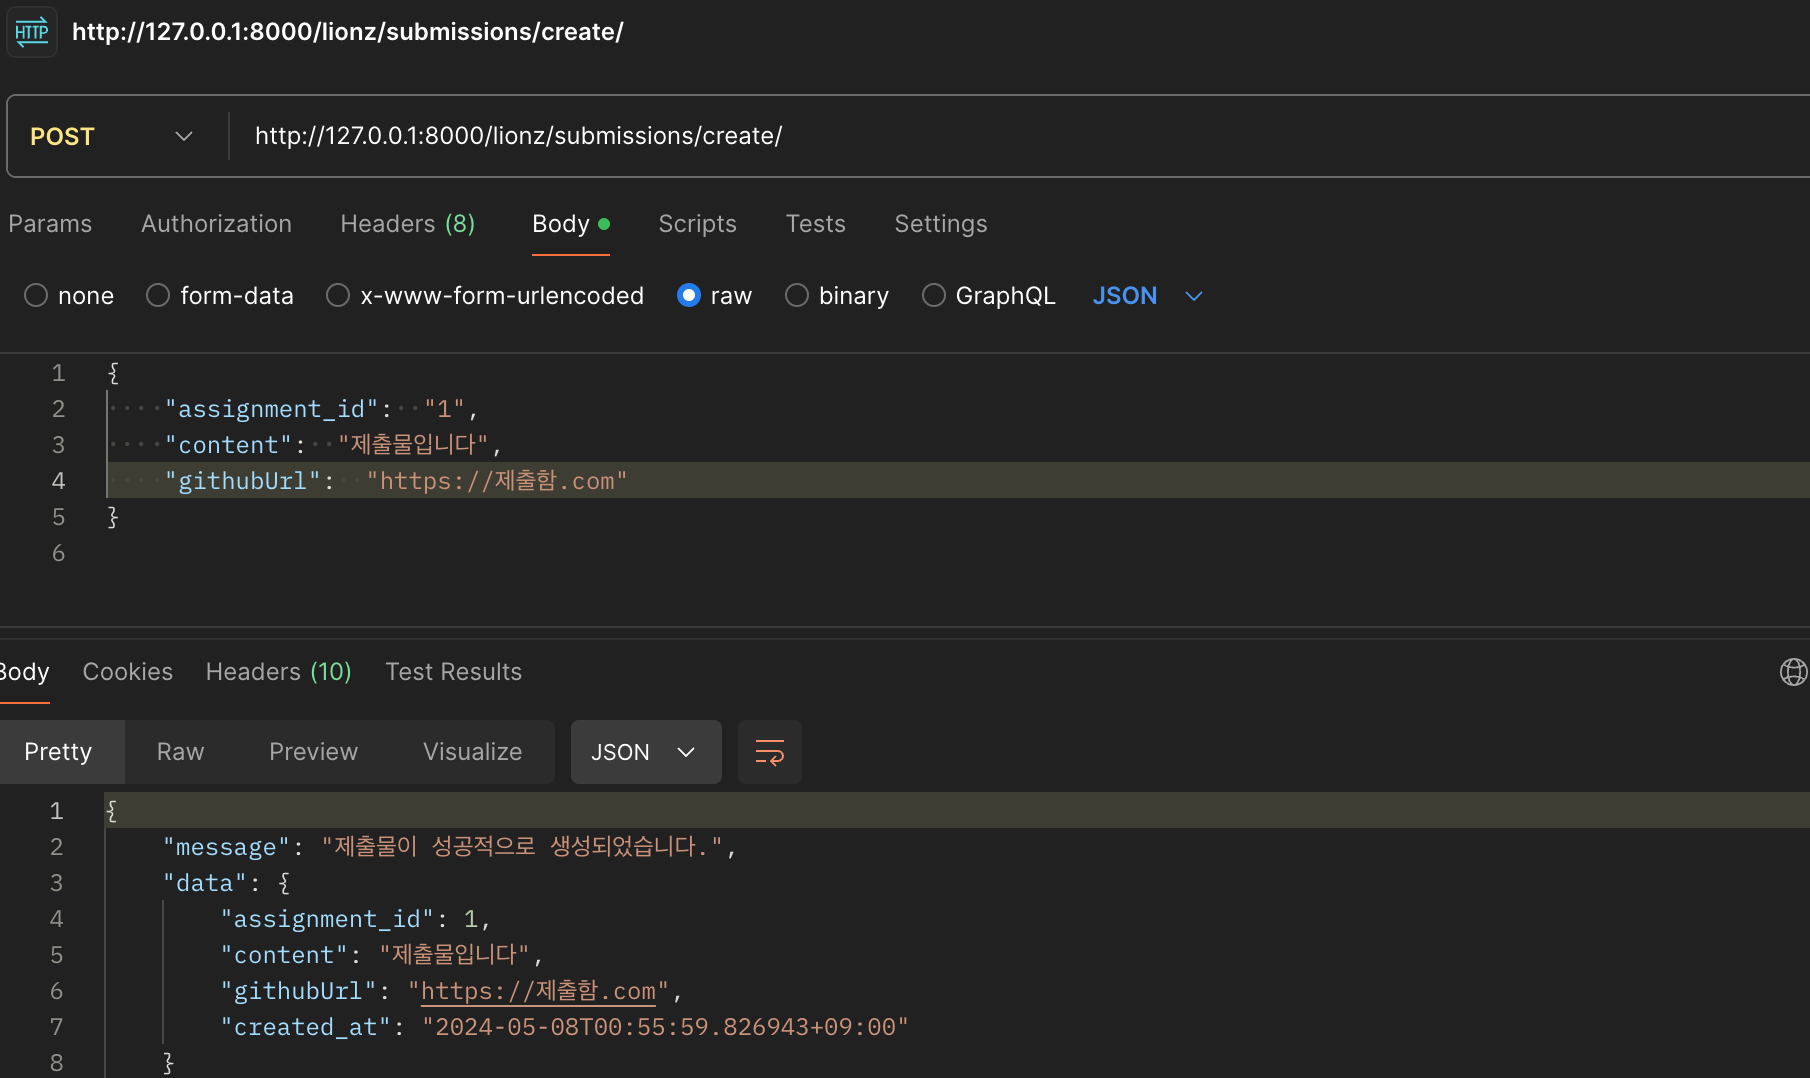 HTTP http://127.0.0.1:8000/lionz/submissions/create/
POST http://127.0.0.1:8000/lionz/submissions/create/
Params Authorization Headers (8) Body Scripts Tests Settings
none form-data x-www-form-urlencoded raw binary GraphQL JSON
1 {
2 "assignment_id": "1",
3 "content": "제출물입니다",
4 "githubUrl": "https://제출함.com"
5 }
6
Body Cookies Headers (10) Test Results
Pretty Raw Preview Visualize JSON
1 {
2 "message": "제출물이 성공적으로 생성되었습니다.",
3 "data": {
4 "assignment_id": 1,
5 "content": "제출물입니다",
6 "githubUrl": "https://제출함.com",
7 "created_at": "2024-05-08T00:55:59.826943+09:00"
8 }